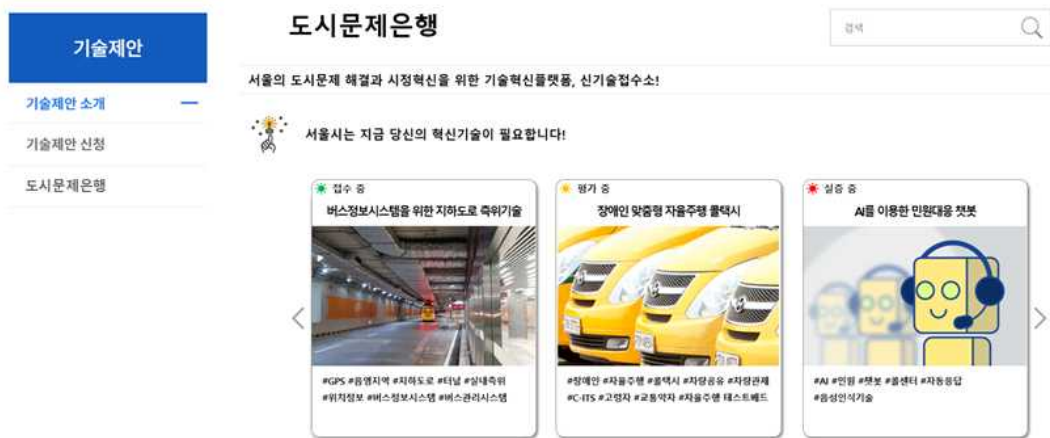 기술제안
기술제안 소개
기술제안 신청
도시문제은행
도시문제은행
검색
서울의 도시문제 해결과 시정혁신을 위한 기술혁신플랫폼, 신기술접수소!
서울시는 지금 당신의 혁신기술이 필요합니다!
접수 중
버스정보시스템을 위한 지하도로 측위기술
#GPS #음영지역 #지하도로 #터널 #실내측위
#위치정보 #버스정보시스템 #버스관리시스템
평가 중
장애인 맞춤형 자율주행 콜택시
#장애인 #자율주행 #콜택시 #차량공유 #차량관제
#C-ITS #고령자 #교통약자 #자율주행 테스트베드
실증 중
AI를 이용한 민원대응 챗봇
#AI #민원 #챗봇 #콜센터 #자동응답
#음성인식기술